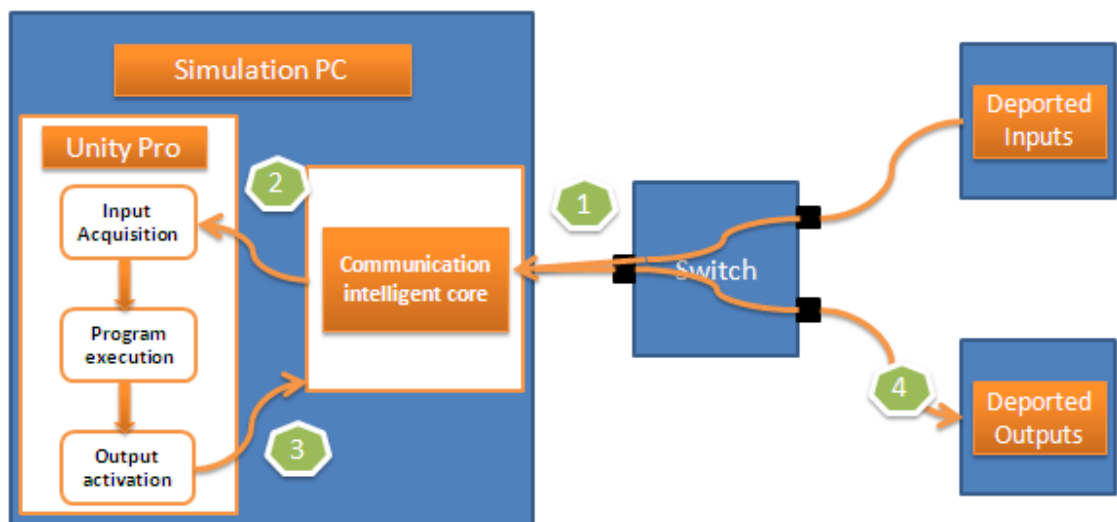 Simulation PC
Unity Pro
Input
Acquisition
Program
execution
Output
activation
2
3
Communication
intelligent core
1
Switch
4
Deported
Inputs
Deported
Outputs